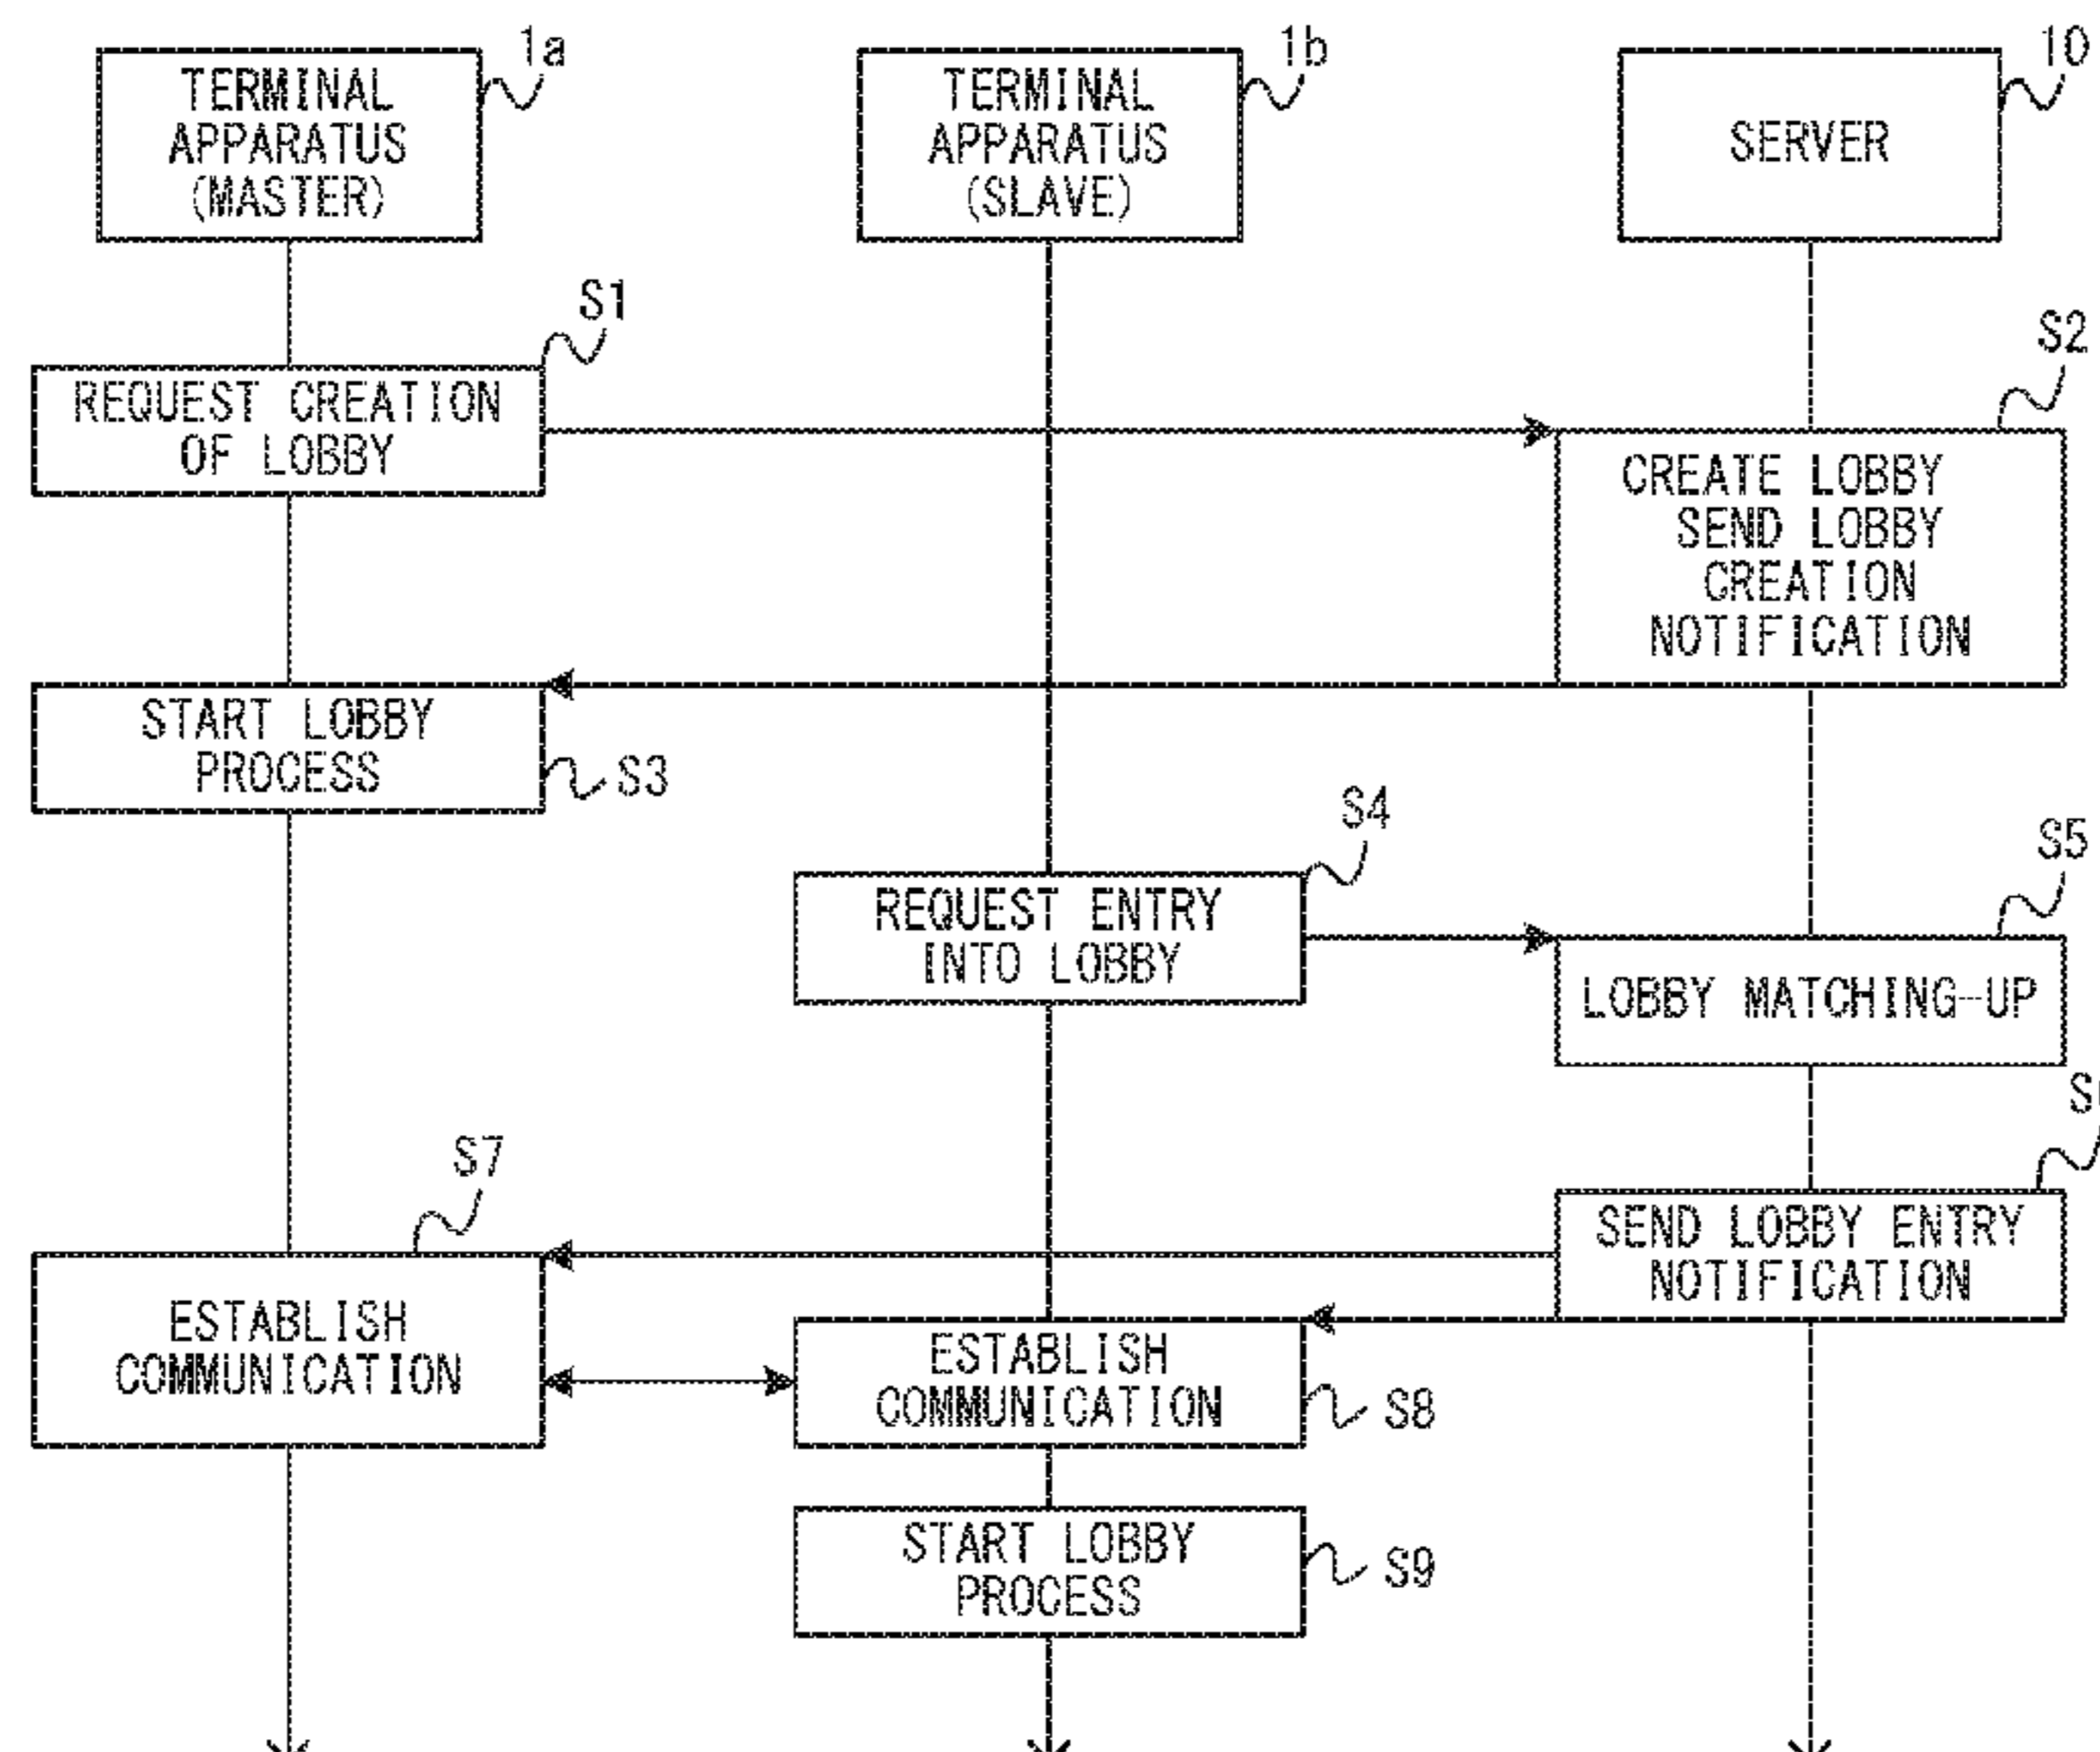 1a
1b
10
TERMINAL
APPARATUS
(MASTER)
TERMINAL
APPARATUS
(SLAVE)
SERVER
S1
REQUEST CREATION
OF LOBBY
S2
CREATE LOBBY
SEND LOBBY
CREATION
NOTIFICATION
START LOBBY
PROCESS
S3
S4
REQUEST ENTRY
INTO LOBBY
S5
LOBBY MATCHING-UP
S7
SEND LOBBY ENTRY
NOTIFICATION
ESTABLISH
COMMUNICATION
ESTABLISH
COMMUNICATION
S8
START LOBBY
PROCESS
S9